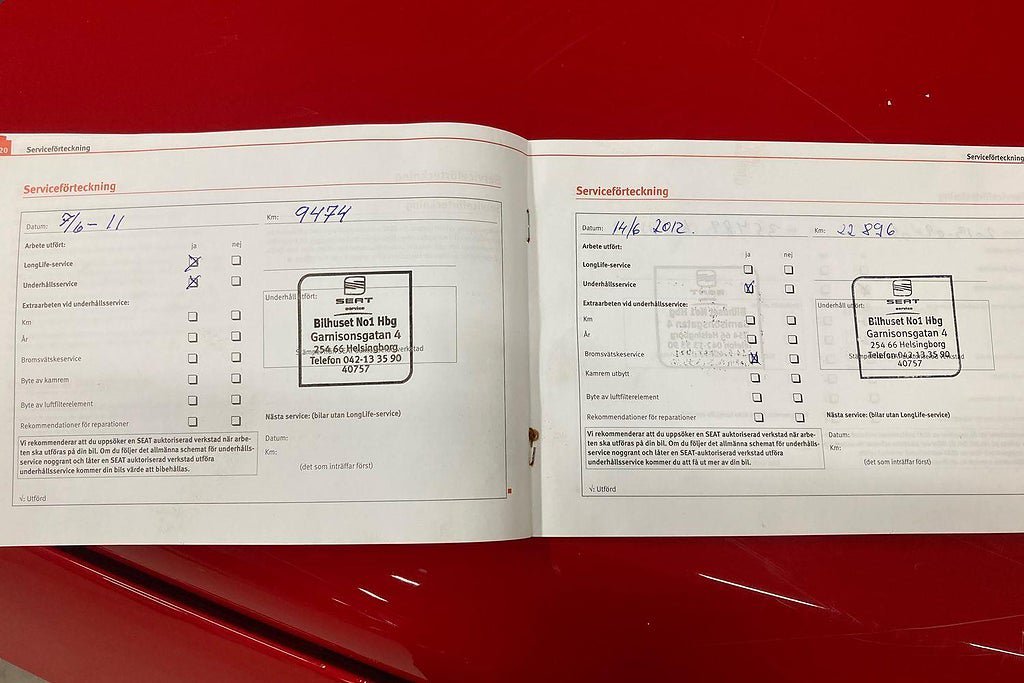 20 Serviceförteckning
Serviceförteckning
Datum: 7/6-11 Km: 9474
Arbete utfört: ja nej
LongLife-service
Underhållsservice
Extraarbeten vid underhållsservice:
Km
År
Bromsvätskeservice
Byte av kamrem
Byte av luftfilterelement
Rekommendationer för reparationer
Underhåll utfört:
SEAT
service
Bilhuset No1 Hbg
Garnisonsgatan 4
254 66 Helsingborg
Telefon 042-13 35 90
40757
Nästa service: (bilar utan LongLife-service)
Datum:
Km:
(det som inträffar först)
Vi rekommenderar att du uppsöker en SEAT auktoriserad verkstad när arbe-
ten ska utföras på din bil. Om du följer det allmänna schemat för underhålls-
service noggrant och låter en SEAT auktoriserad verkstad utföra
underhållsservice kommer din bils värde att bibehållas.
√: Utförd
Serviceförteckning
Serviceförteckning
Datum: 14/6 2012. Km: 22 896
Arbete utfört: ja nej
LongLife-service
Underhållsservice
Extraarbeten vid underhållsservice:
Km
År
Bromsvätskeservice
Kamrem utbytt
Byte av luftfilterelement
Rekommendationer för reparationer
Underhåll utfört:
SEAT
service
Bilhuset No1 Hbg
Garnisonsgatan 4
254 66 Helsingborg
Telefon 042-13 35 90
40757
Nästa service: (bilar utan LongLife-service)
Datum:
Km:
(det som inträffar först)
Vi rekommenderar att du uppsöker en SEAT auktoriserad verkstad när arbe-
ten ska utföras på din bil. Om du följer det allmänna schemat för underhålls-
service noggrant och låter en SEAT-auktoriserad verkstad utföra
underhållsservice kommer du att få ut mer av din bil.
√: Utförd